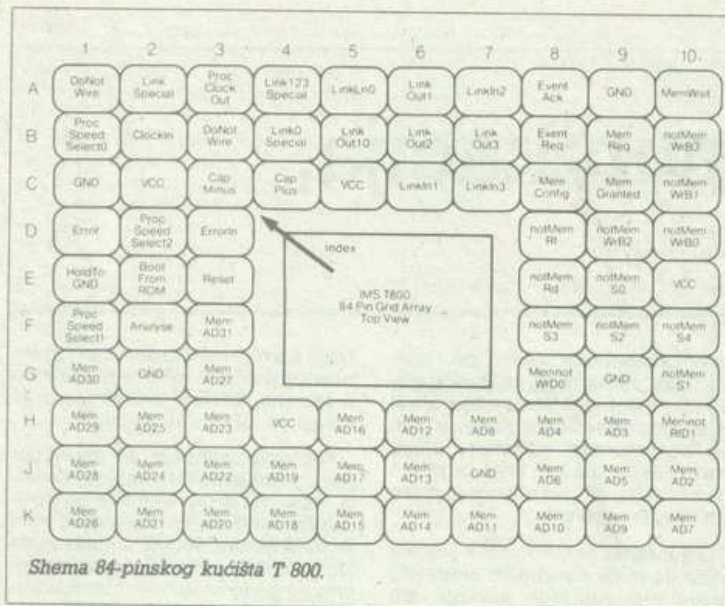 1 2 3 4 5 6 7 8 9 10
A DoNot Wire Link Special Proc Clock Out Link123 Special LinkLn0 Link Out1 LinkIn2 Event Ack GND MemWait
B Proc Speed Select0 ClockIn DoNot Wire Link0 Special Link Out10 Link Out2 Link Out3 Event Req Mem Req notMem WrB3
C GND VCC Cap Minus Cap Plus VCC LinkIn1 LinkIn3 Mem Config Mem Granted notMem WrB1
D Error Proc Speed Select2 ErrorIn notMem Rf notMem WrB2 notMem WrB0
Index
E HoldTo GND Boot From ROM Reset notMem Rd notMem S0 VCC
IMS T800
84 Pin Grid Array
Top View
F Proc Speed Select1 Analyse Mem AD31 notMem S3 notMem S2 notMem S4
G Mem AD30 GND Mem AD27 Memnot WrD0 GND notMem S1
H Mem AD29 Mem AD25 Mem AD23 VCC Mem AD16 Mem AD12 Mem AD8 Mem AD4 Mem AD3 Memnot RfD1
J Mem AD28 Mem AD24 Mem AD22 Mem AD19 Mem AD17 Mem AD13 GND Mem AD6 Mem AD5 Mem AD2
K Mem AD26 Mem AD21 Mem AD20 Mem AD18 Mem AD15 Mem AD14 Mem AD11 Mem AD10 Mem AD9 Mem AD7
Shema 84-pinskog kućišta T 800.